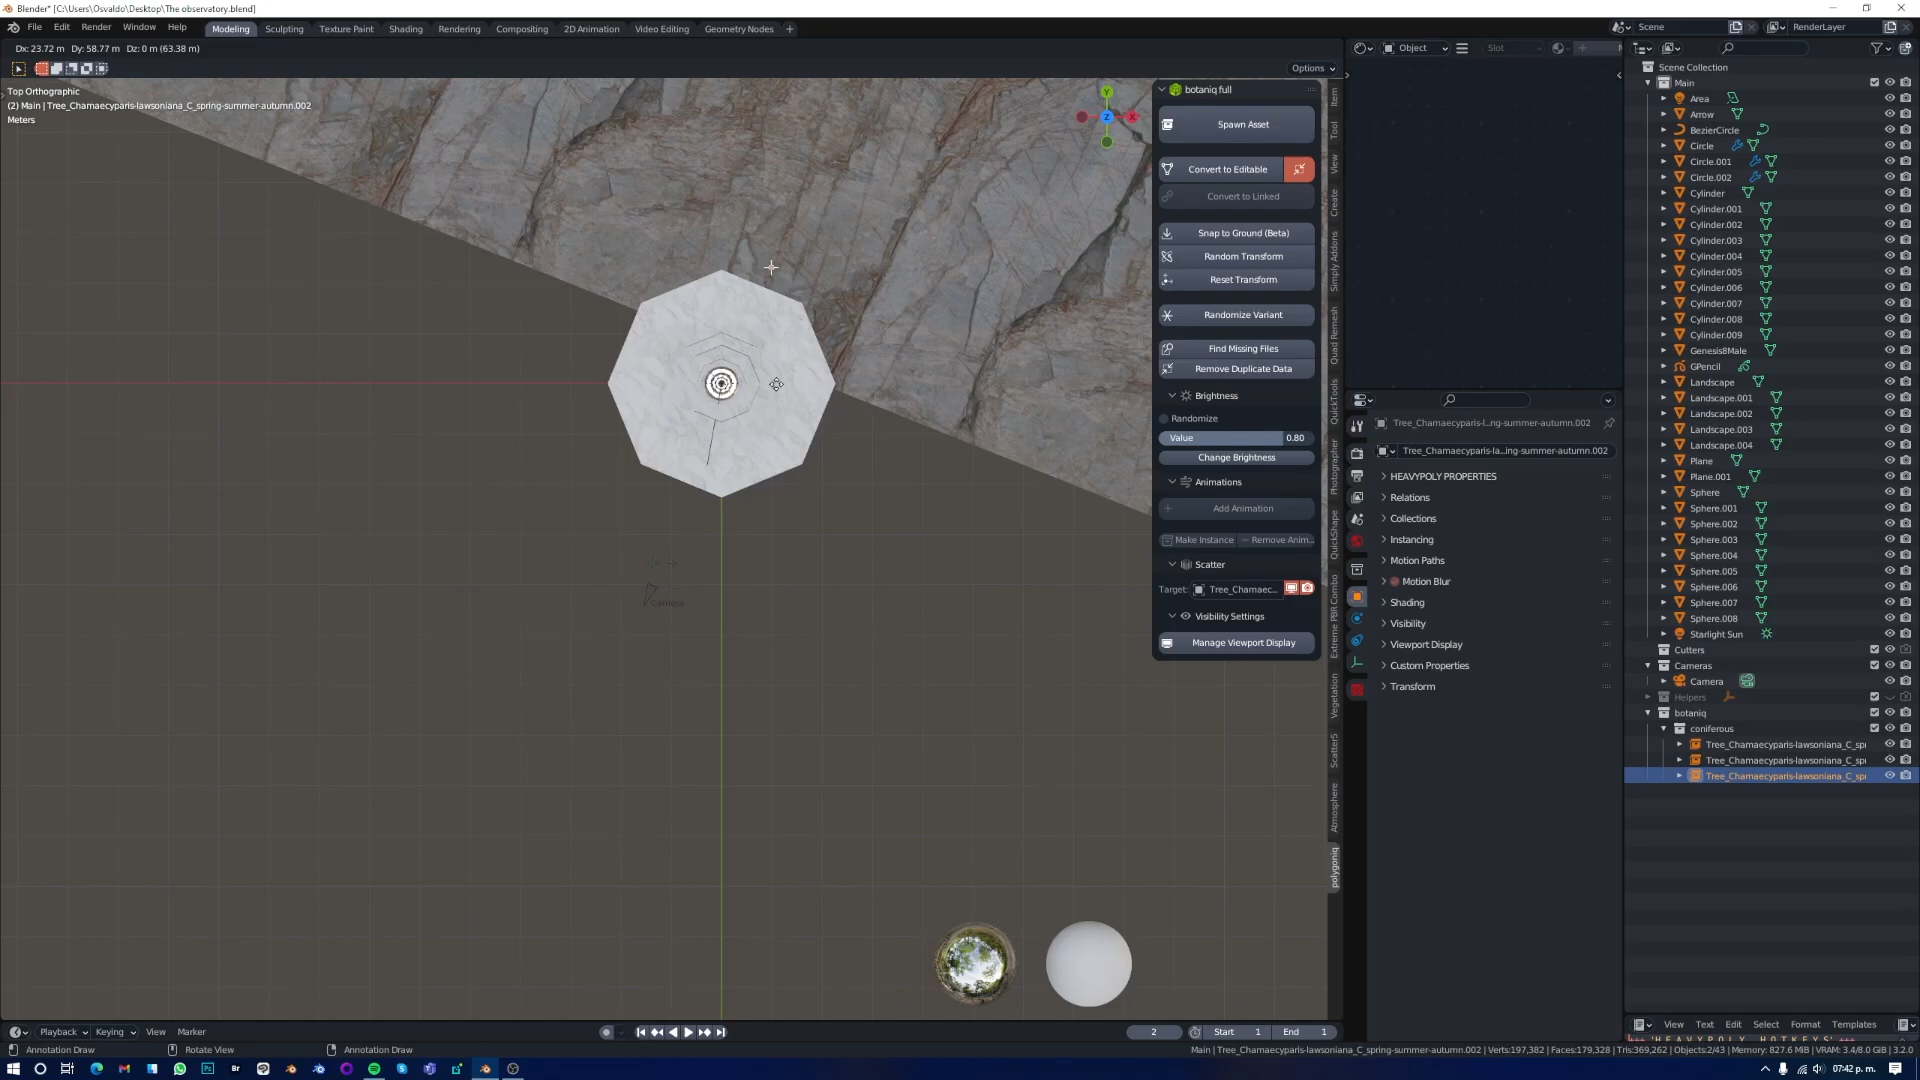 Blender* [C:\Users\Osvaldo\Desktop\The observatory.blend]
File Edit Render Window Help Modeling Sculpting Texture Paint Shading Rendering Compositing 2D Animation Video Editing Geometry Nodes +
Scene
RenderLayer
Dx: 23.72 m Dy: 58.77 m Dz: 0 m (63.38 m)
Object
Slot
Options
Top Orthographic
(2) Main | Tree_Chamaecyparis-lawsoniana_C_spring-summer-autumn.002
Meters
Y
Z
X
Camera
botaniq full
Spawn Asset
Convert to Editable
Convert to Linked
Snap to Ground (Beta)
Random Transform
Reset Transform
Randomize Variant
Find Missing Files
Remove Duplicate Data
Brightness
Randomize
Value 0.80
Change Brightness
Animations
Add Animation
Make Instance Remove Anim...
Scatter
Target: Tree_Chamaec...
Visibility Settings
Manage Viewport Display
Item
Tool
View
Create
Simply Addons
Quad Remesh
QuickTools
Photographer
QuickShape
Extreme PBR Combo
Vegetation
Scatter5
Atmosphere
polygoniq
Tree_Chamaecyparis-l...ng-summer-autumn.002
Tree_Chamaecyparis-la...ing-summer-autumn.002
HEAVYPOLY PROPERTIES
Relations
Collections
Instancing
Motion Paths
Motion Blur
Shading
Visibility
Viewport Display
Custom Properties
Transform
Scene Collection
Main
Area
Arrow
BezierCircle
Circle
Circle.001
Circle.002
Cylinder
Cylinder.001
Cylinder.002
Cylinder.003
Cylinder.004
Cylinder.005
Cylinder.006
Cylinder.007
Cylinder.008
Cylinder.009
Genesis8Male
GPencil
Landscape
Landscape.001
Landscape.002
Landscape.003
Landscape.004
Plane
Plane.001
Sphere
Sphere.001
Sphere.002
Sphere.003
Sphere.004
Sphere.005
Sphere.006
Sphere.007
Sphere.008
Starlight Sun
Cutters
Cameras
Camera
Helpers
botaniq
coniferous
Tree_Chamaecyparis-lawsoniana_C_spr
Tree_Chamaecyparis-lawsoniana_C_spr
Tree_Chamaecyparis-lawsoniana_C_spr
View Text Edit Select Format Templates
Playback Keying View Marker
2 Start 1 End 1
Annotation Draw Rotate View Annotation Draw
Main | Tree_Chamaecyparis-lawsoniana_C_spring-summer-autumn.002 | Verts:197,382 | Faces:179,328 | Tris:369,262 | Objects:2/43 | Memory: 827.6 MiB | VRAM: 3.4/8.0 GiB | 3.2.0
Ps
Br
07:42 p. m.